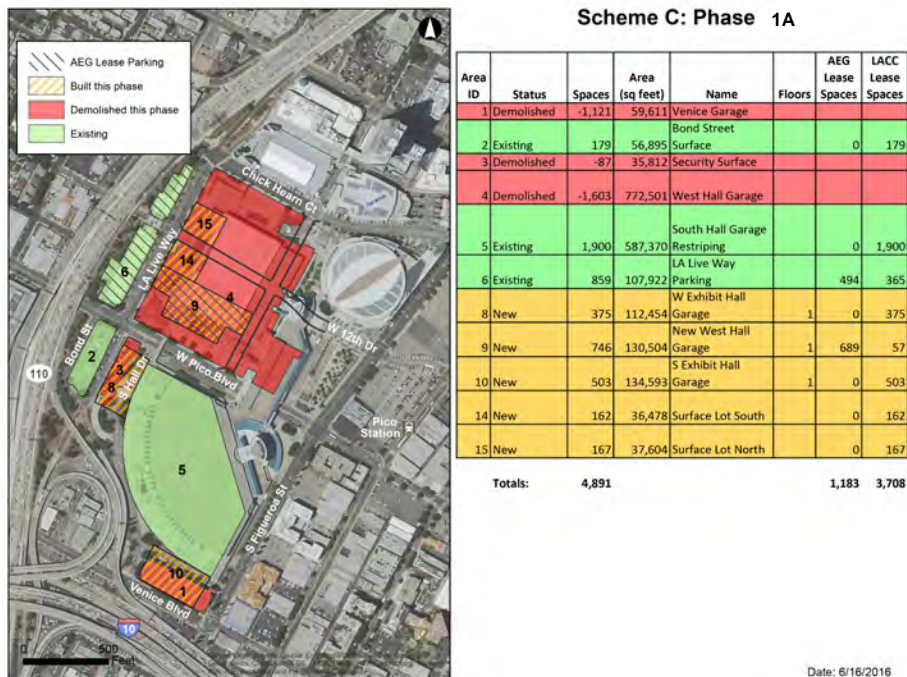 Scheme C: Phase 1A
AEG Lease Parking
Built this phase
Demolished this phase
Existing
Chick Hearn Ct
LA Live Way
W 12th Dr
Bond St
S Hall Dr
W Pico Blvd
Pico
Station
S Figueroa St
Venice Blvd
110
10
15
14
9
4
6
2
3
8
5
10
1
0 500
Feet
Area ID Status Spaces Area (sq feet) Name Floors AEG Lease Spaces LACC Lease Spaces
1 Demolished -1,121 59,611 Venice Garage
2 Existing 179 56,895 Bond Street Surface 0 179
3 Demolished -87 35,812 Security Surface
4 Demolished -1,603 772,501 West Hall Garage
5 Existing 1,900 587,370 South Hall Garage Restriping 0 1,900
6 Existing 859 107,922 LA Live Way Parking 494 365
8 New 375 112,454 W Exhibit Hall Garage 1 0 375
9 New 746 130,504 New West Hall Garage 1 689 57
10 New 503 134,593 S Exhibit Hall Garage 1 0 503
14 New 162 36,478 Surface Lot South 0 162
15 New 167 37,604 Surface Lot North 0 167
Totals: 4,891 1,183 3,708
Date: 6/16/2016